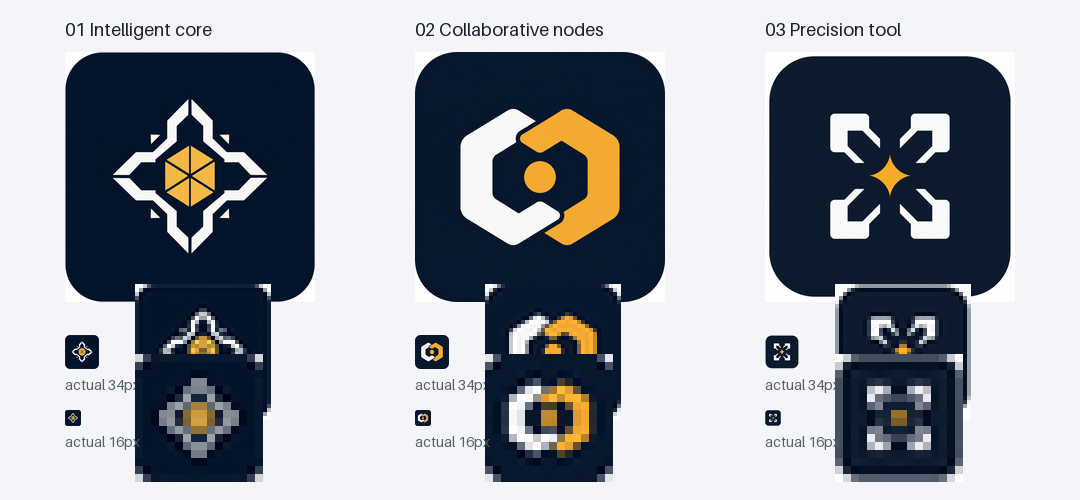 01 Intelligent core
02 Collaborative nodes
03 Precision tool
actual 34px
actual 34px
actual 34px
actual 16px
actual 16px
actual 16px